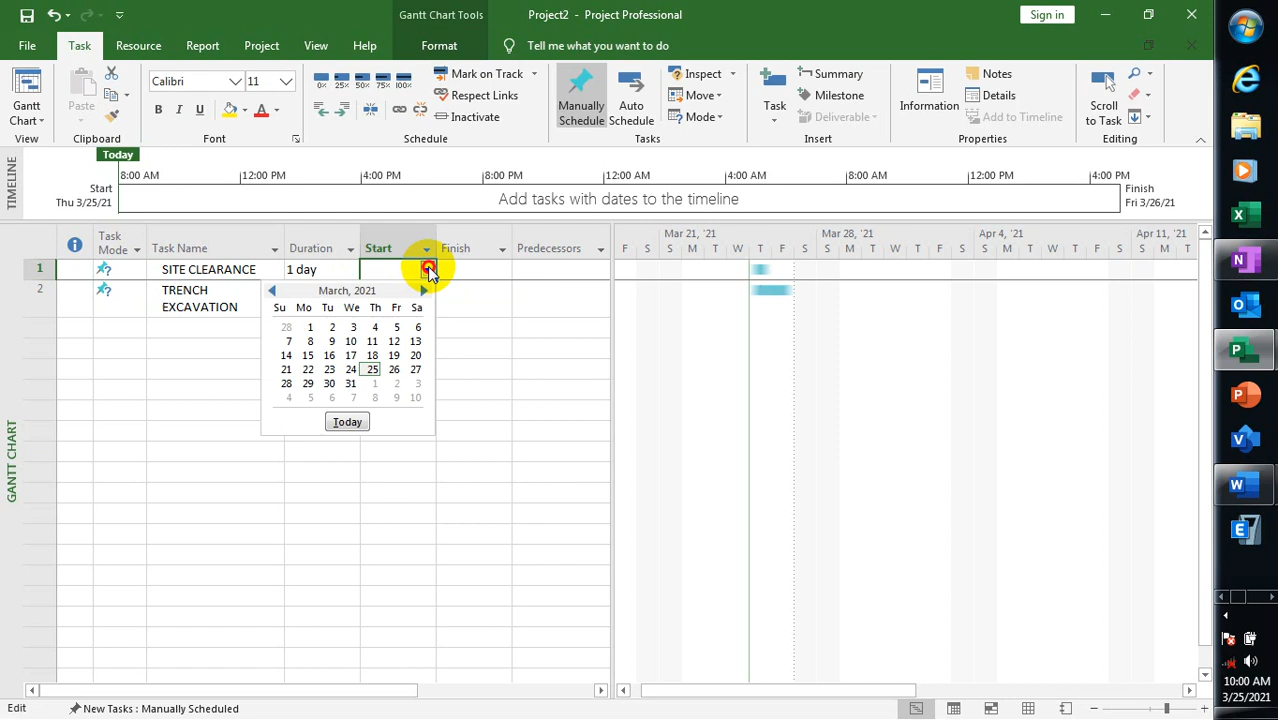 Gantt Chart Tools
Project2 - Project Professional
Sign in
File Task Resource Report Project View Help Format Tell me what you want to do
Gantt Chart
View
Paste
Clipboard
Calibri 11
B I U A
Font
0% 25% 50% 75% 100%
Mark on Track
Respect Links
Inactivate
Schedule
Manually Schedule
Auto Schedule
Inspect
Move
Mode
Tasks
Task
Summary
Milestone
Deliverable
Insert
Information
Notes
Details
Add to Timeline
Properties
Scroll to Task
Editing
TIMELINE
Today
8:00 AM 12:00 PM 4:00 PM 8:00 PM 12:00 AM 4:00 AM 8:00 AM 12:00 PM 4:00 PM
Start
Thu 3/25/21
Add tasks with dates to the timeline
Finish
Fri 3/26/21
GANTT CHART
Task Mode Task Name Duration Start Finish Predecessors
Mar 21, '21 Mar 28, '21 Apr 4, '21 Apr 11, '21
F S S M T W T F S S M T W T F S S M T W T F S S M T
1 SITE CLEARANCE 1 day
2 TRENCH
EXCAVATION
March, 2021
Su Mo Tu We Th Fr Sa
28 1 2 3 4 5 6
7 8 9 10 11 12 13
14 15 16 17 18 19 20
21 22 23 24 25 26 27
28 29 30 31 1 2 3
4 5 6 7 8 9 10
Today
Edit New Tasks : Manually Scheduled
10:00 AM
3/25/2021